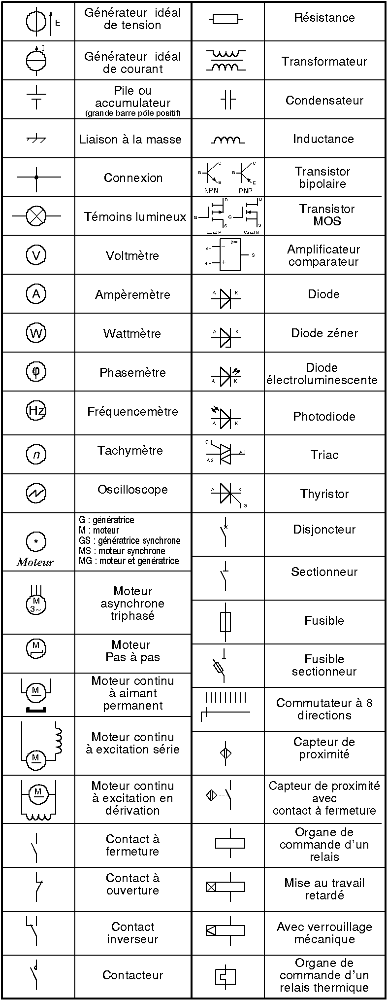 E
Générateur idéal
de tension
Résistance
I
Générateur idéal
de courant
Transformateur
Pile ou
accumulateur
(grande barre pôle positif)
Condensateur
Liaison à la masse
Inductance
Connexion
B C E
NPN
B C E
PNP
Transistor
bipolaire
Témoins lumineux
G D S
Canal P
G D S
Canal N
Transistor
MOS
V
Voltmètre
e-
e+
−
+
S
Amplificateur
comparateur
A
Ampèremètre
A K
Diode
W
Wattmètre
A K
Diode zéner
φ
Phasemètre
A K
Diode
électroluminescente
Hz
Fréquencemètre
A K
Photodiode
n
Tachymètre
G
A1
A2
Triac
Oscilloscope
A K
G
Thyristor
*
Moteur
G : génératrice
M : moteur
GS : génératrice synchrone
MS : moteur synchrone
MG : moteur et génératrice
Disjoncteur
Sectionneur
M
3~
Moteur
asynchrone
triphasé
Fusible
M
Moteur
Pas à pas
Fusible
sectionneur
M
Moteur continu
à aimant
permanent
Commutateur à 8
directions
M
Moteur continu
à excitation série
Capteur de
proximité
M
Moteur continu
à excitation en
dérivation
Capteur de proximité
avec
contact à fermeture
Contact à
fermeture
Organe de
commande d'un
relais
Contact à
ouverture
Mise au travail
retardé
Contact
inverseur
Avec verrouillage
mécanique
Contacteur
Organe de
commande d'un
relais thermique